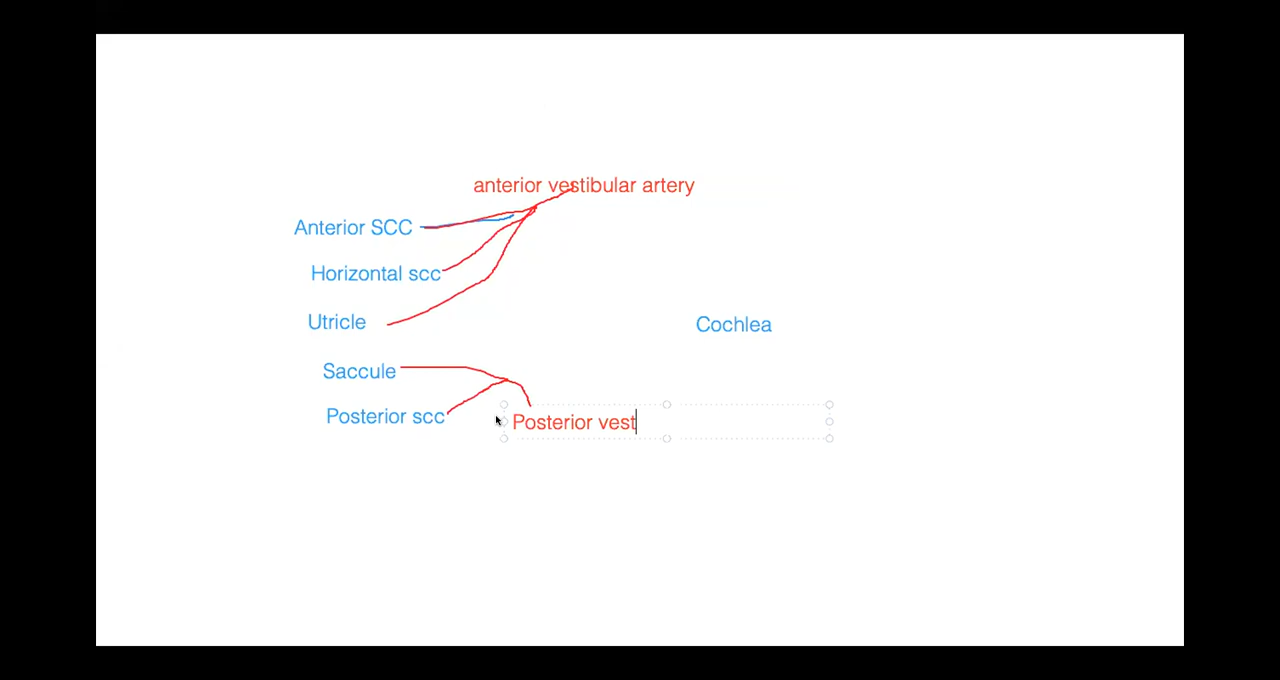 anterior vestibular artery
Anterior SCC
Horizontal scc
Utricle
Cochlea
Saccule
Posterior scc
Posterior vest